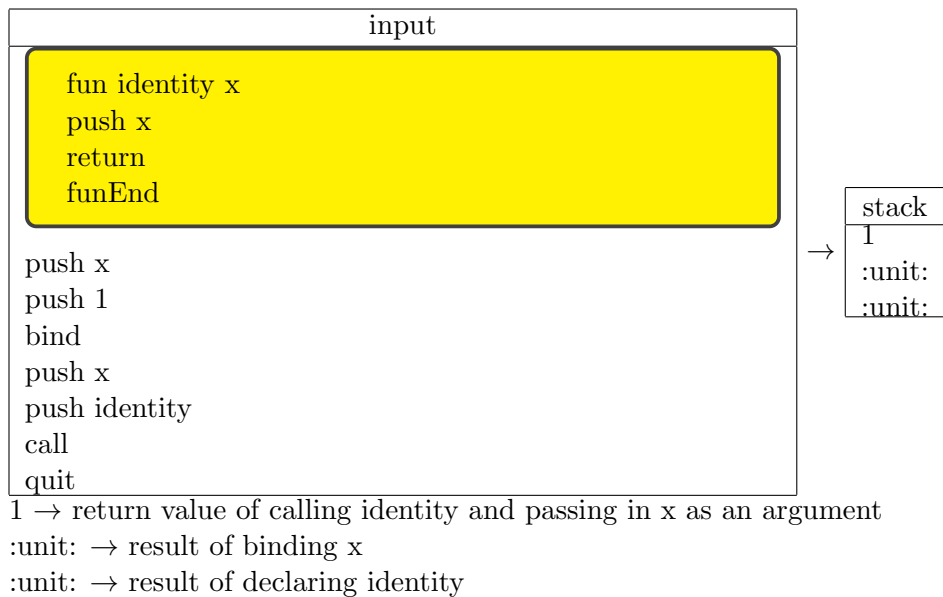 input
fun identity x
push x
return
funEnd
push x
push 1
bind
push x
push identity
call
quit
→
stack
1
:unit:
:unit:
1 → return value of calling identity and passing in x as an argument
:unit: → result of binding x
:unit: → result of declaring identity